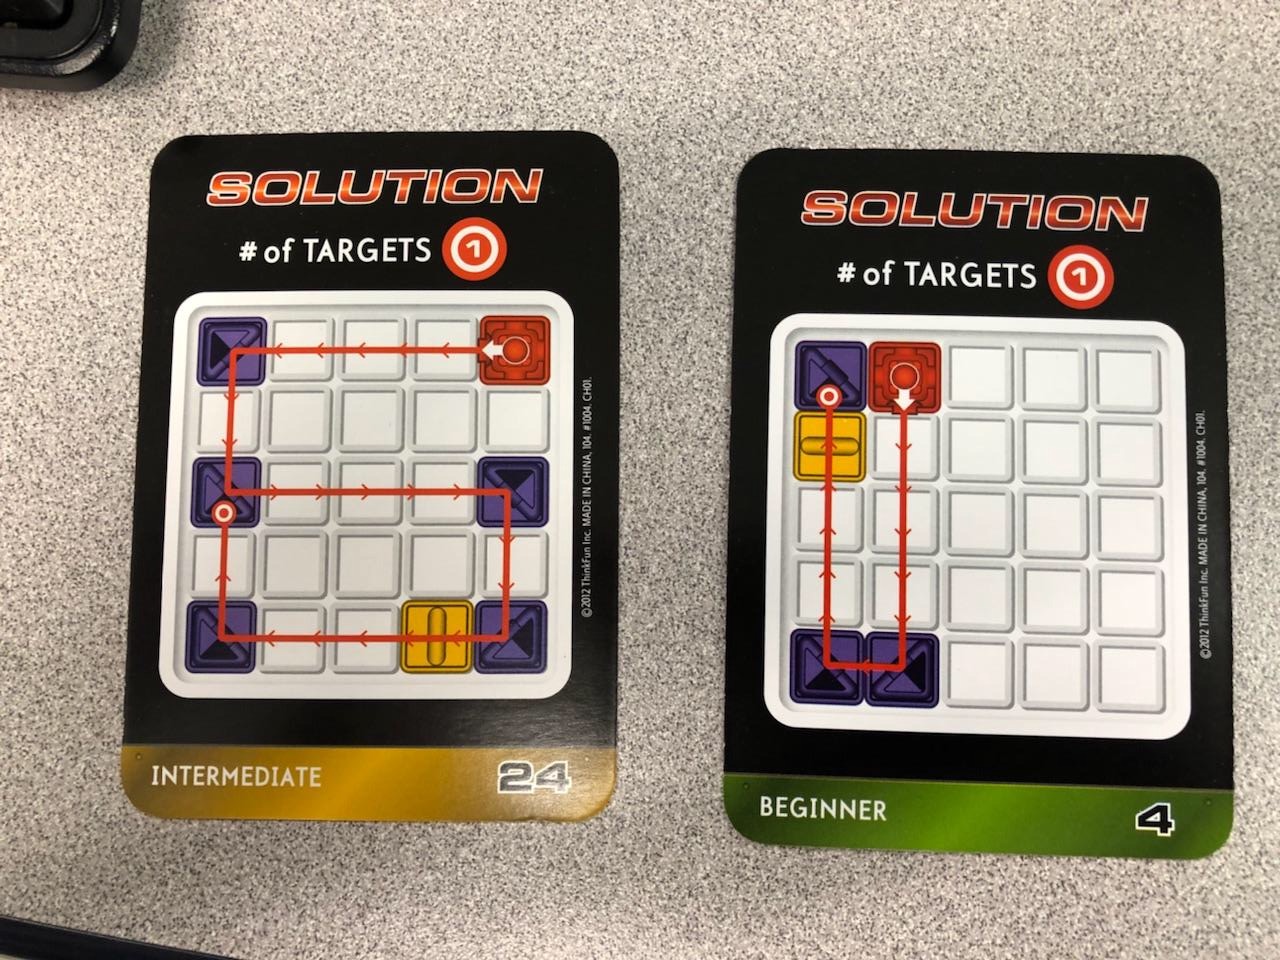 SOLUTION
# of TARGETS 1
©2012 ThinkFun Inc. MADE IN CHINA, 104. #1004. CH01.
INTERMEDIATE 24
SOLUTION
# of TARGETS 1
©2012 ThinkFun Inc. MADE IN CHINA, 104. #1004. CH01.
BEGINNER 4